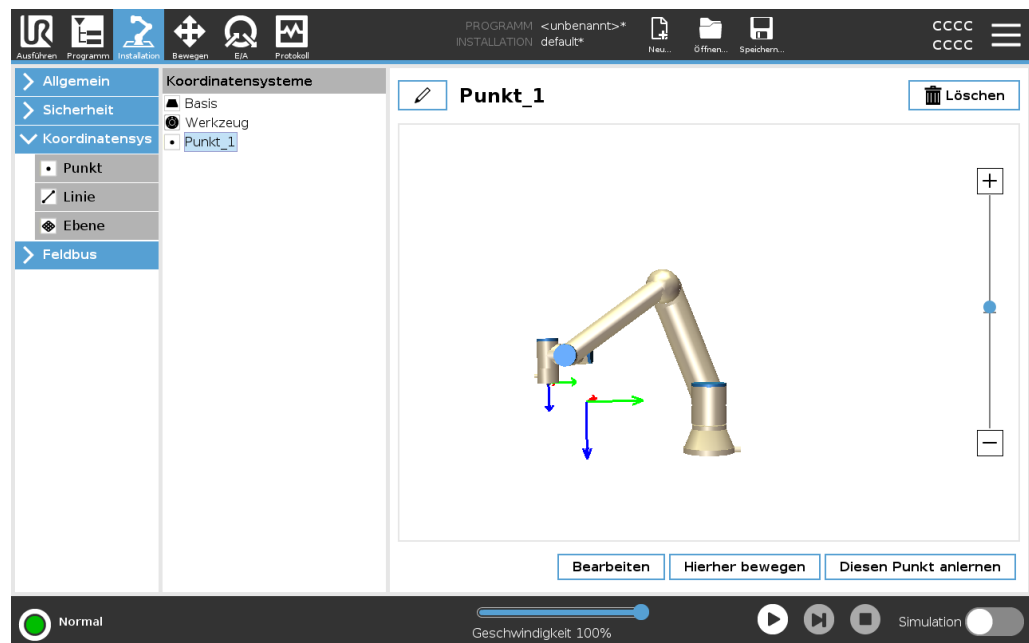 PROGRAMM <unbenannt>*
INSTALLATION default*
Neu... Öffnen... Speichern...
CCCC
CCCC
Ausführen Programm Installation Bewegen E/A Protokoll
Allgemein
Sicherheit
Koordinatensys
Punkt
Linie
Ebene
Feldbus
Koordinatensysteme
Basis
Werkzeug
Punkt_1
Punkt_1
Löschen
Bearbeiten
Hierher bewegen
Diesen Punkt anlernen
Normal
Geschwindigkeit 100%
Simulation